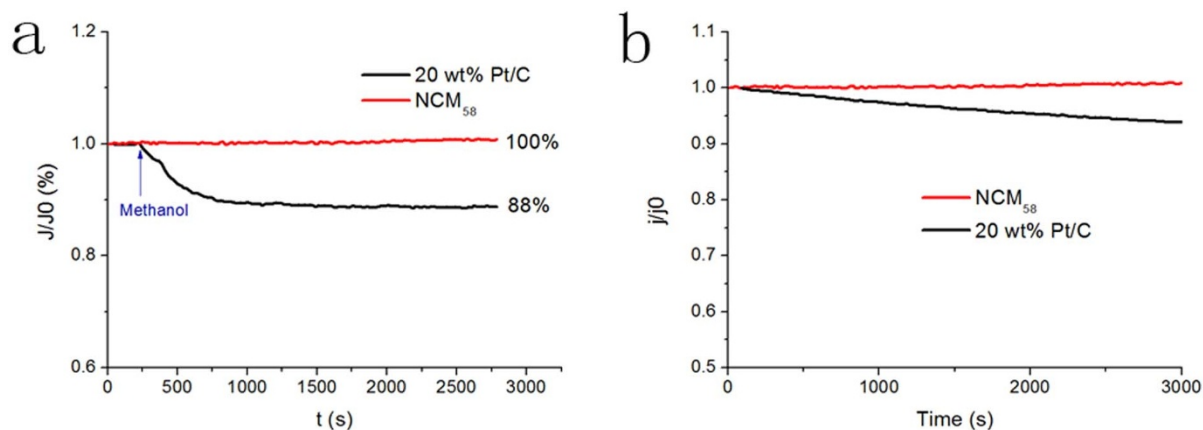 a
1.2
1.0
0.8
0.6
J/J0 (%)
20 wt% Pt/C
NCM₅₈
100%
88%
Methanol
0 500 1000 1500 2000 2500 3000
t (s)
b
1.1
1.0
0.9
0.8
0.7
0.6
0.5
j/j0
NCM₅₈
20 wt% Pt/C
0 1000 2000 3000
Time (s)